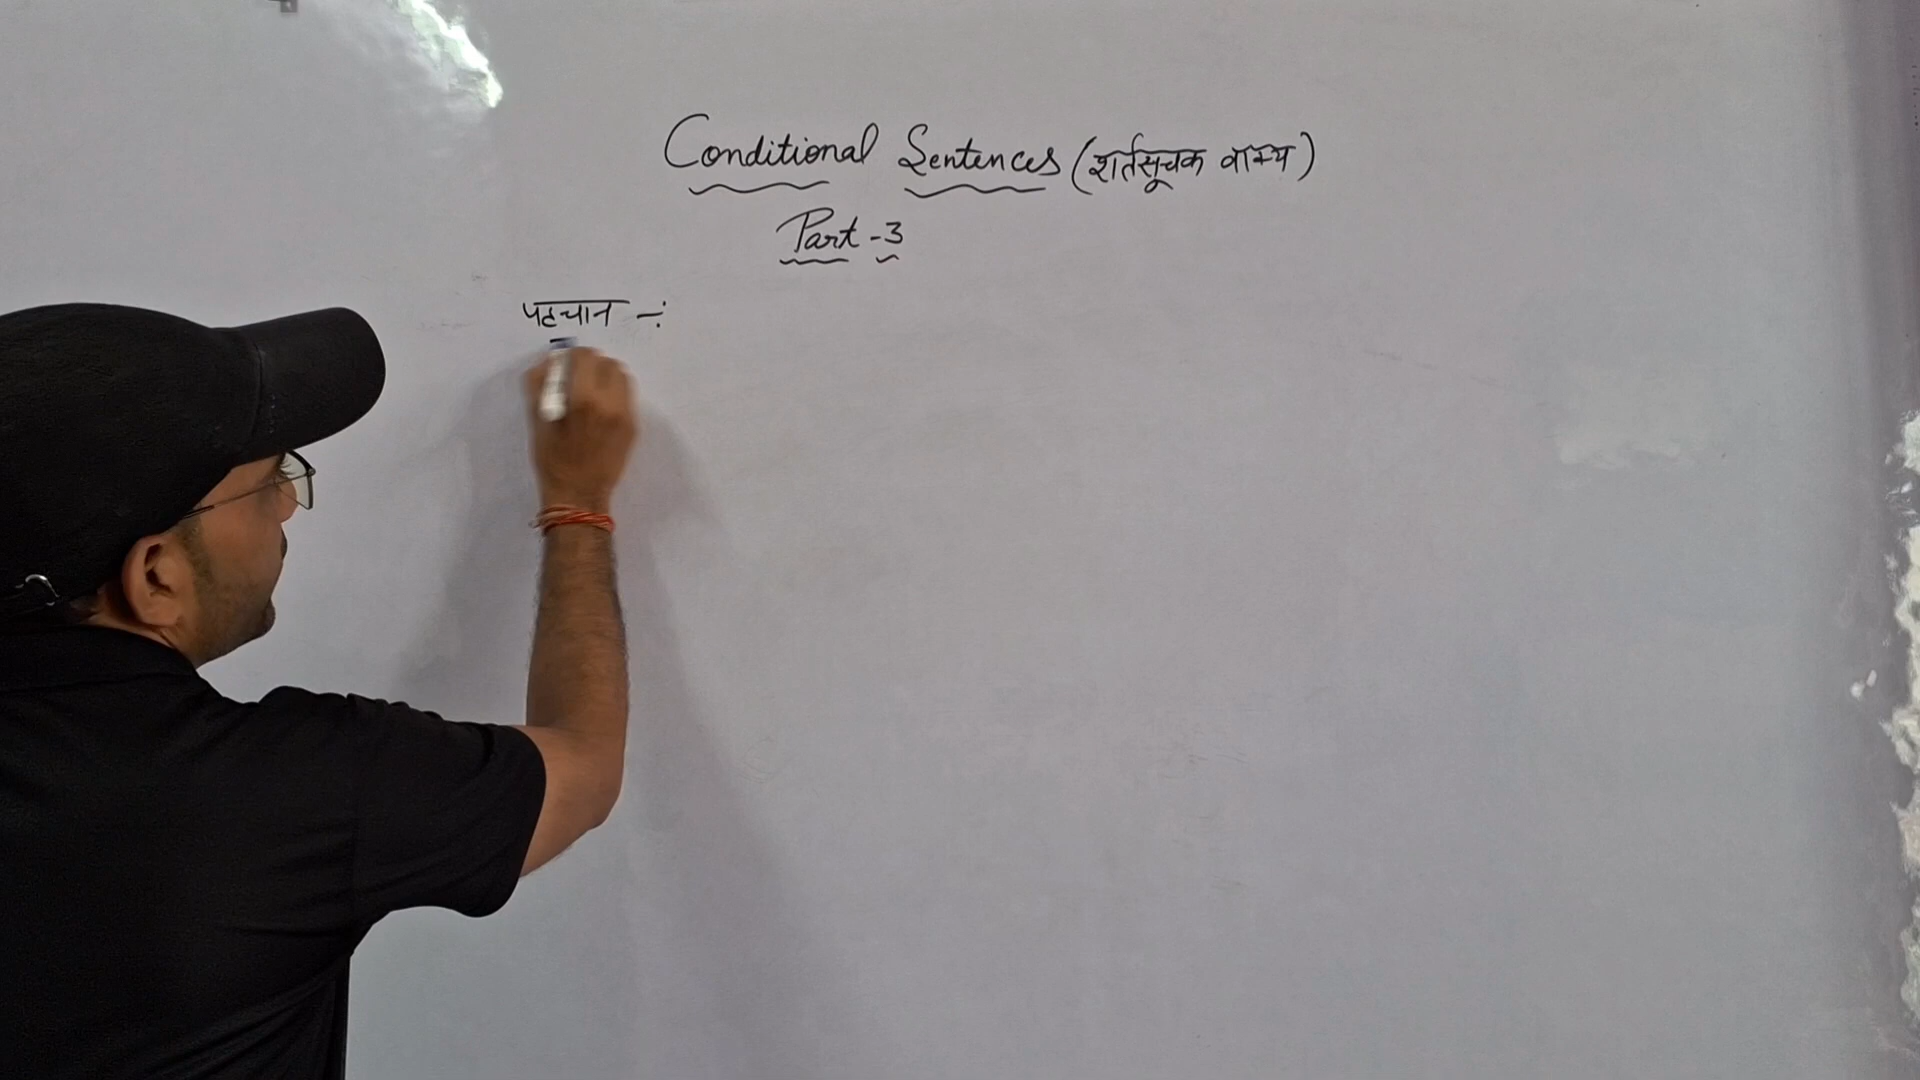 Conditional Sentences (शर्तसूचक वाक्य)
Part -3
पहचान -: